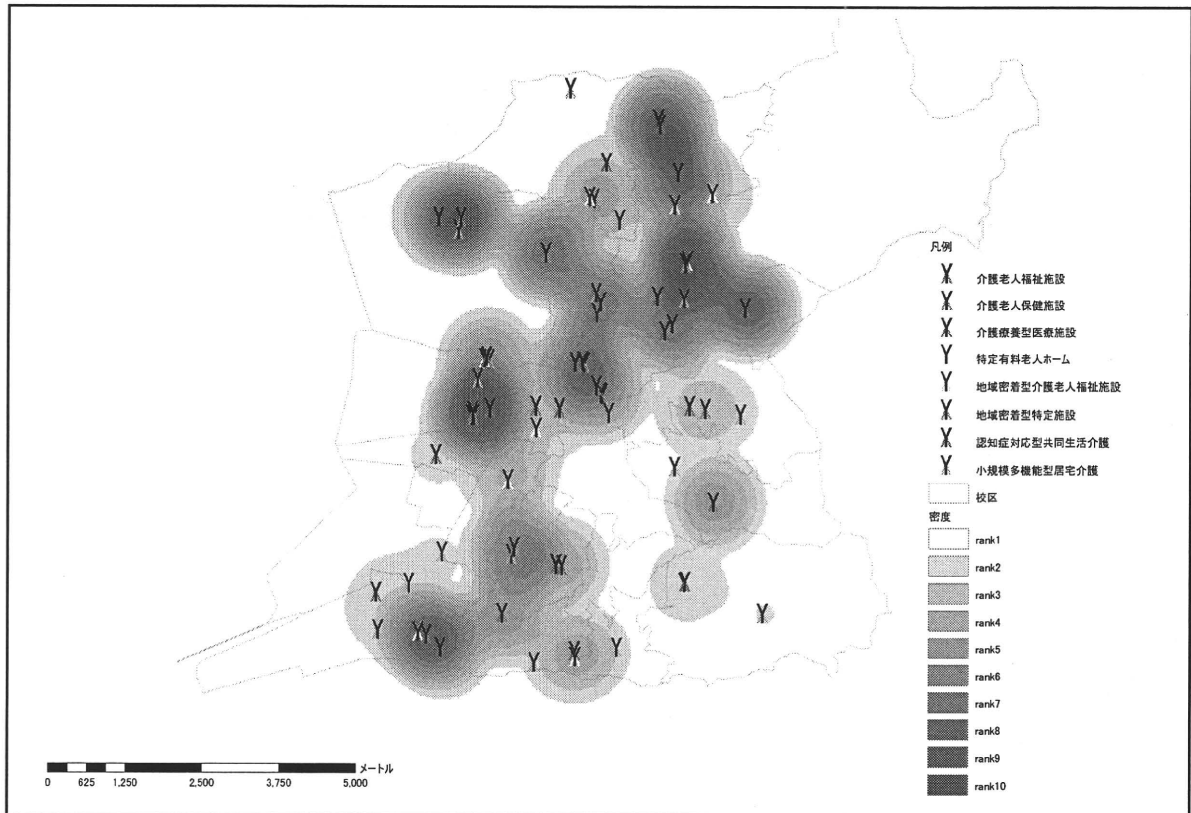 凡例
介護老人福祉施設
介護老人保健施設
介護療養型医療施設
特定有料老人ホーム
地域密着型介護老人福祉施設
地域密着型特定施設
認知症対応型共同生活介護
小規模多機能型居宅介護
校区
密度
rank1
rank2
rank3
rank4
rank5
rank6
rank7
rank8
rank9
rank10
メートル
0 625 1,250 2,500 3,750 5,000